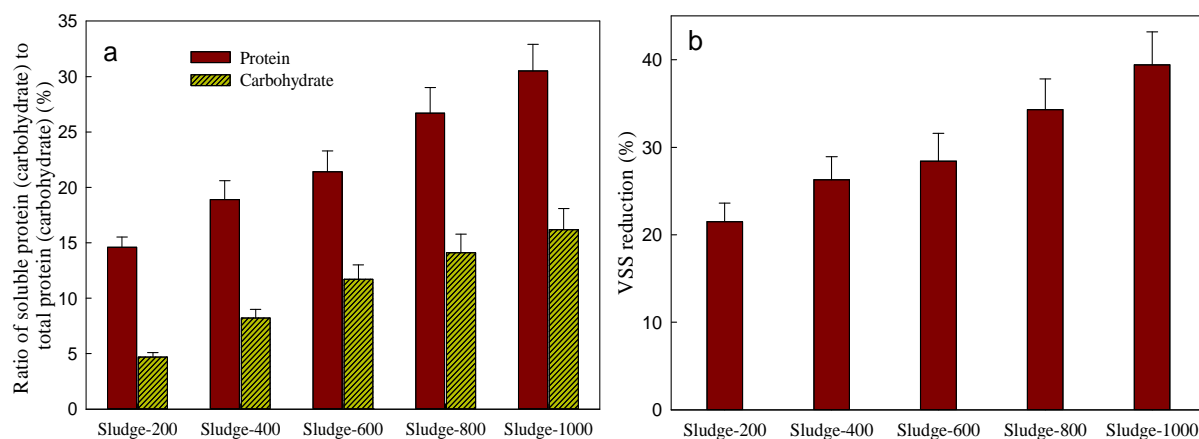 a
Protein
Carbohydrate
Ratio of soluble protein (carbohydrate) to
total protein (carbohydrate) (%)
35
30
25
20
15
10
5
0
Sludge-200 Sludge-400 Sludge-600 Sludge-800 Sludge-1000
b
VSS reduction (%)
40
30
20
10
0
Sludge-200 Sludge-400 Sludge-600 Sludge-800 Sludge-1000